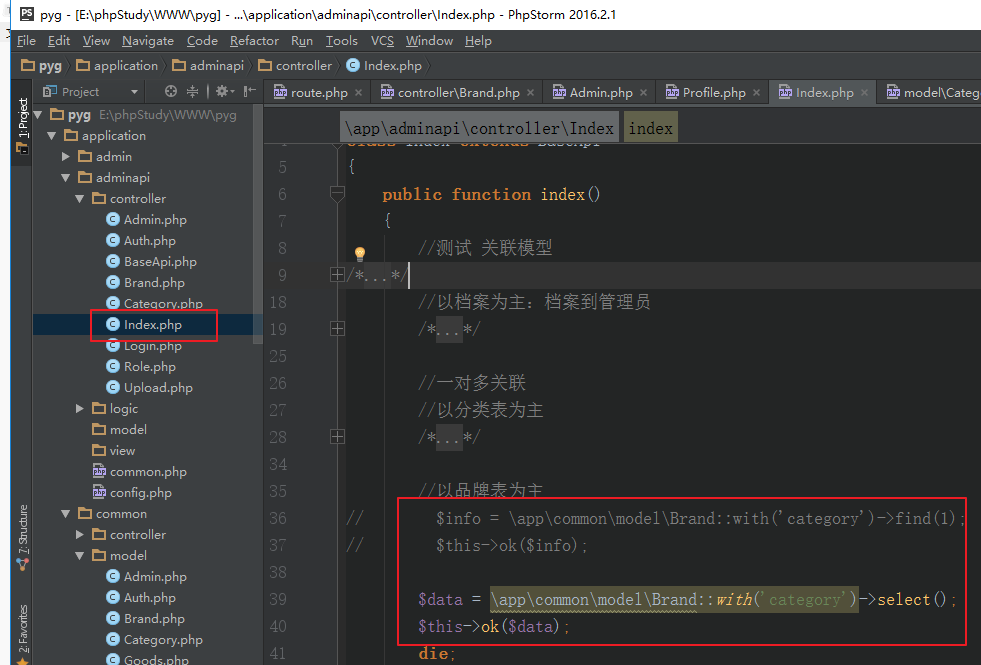 pyg - [E:\phpStudy\WWW\pyg] - ...\application\adminapi\controller\Index.php - PhpStorm 2016.2.1
File Edit View Navigate Code Refactor Run Tools VCS Window Help
pyg application adminapi controller Index.php
Project
route.php controller\Brand.php Admin.php Profile.php Index.php model\Categ
1: Project
7: Structure
2: Favorites
pyg E:\phpStudy\WWW\pyg
application
admin
adminapi
controller
Admin.php
Auth.php
BaseApi.php
Brand.php
Category.php
Index.php
Login.php
Role.php
Upload.php
logic
model
view
common.php
config.php
common
controller
model
Admin.php
Auth.php
Brand.php
Category.php
Goods.php
\app\adminapi\controller\Index index
class Index extends BaseApi
5 {
6 public function index()
7 {
8 //测试 关联模型
9 /*...*/
18 //以档案为主：档案到管理员
19 /*...*/
25
26 //一对多关联
27 //以分类表为主
28 /*...*/
34
35 //以品牌表为主
36 // $info = \app\common\model\Brand::with('category')->find(1);
37 // $this->ok($info);
38
39 $data = \app\common\model\Brand::with('category')->select();
40 $this->ok($data);
41 die;